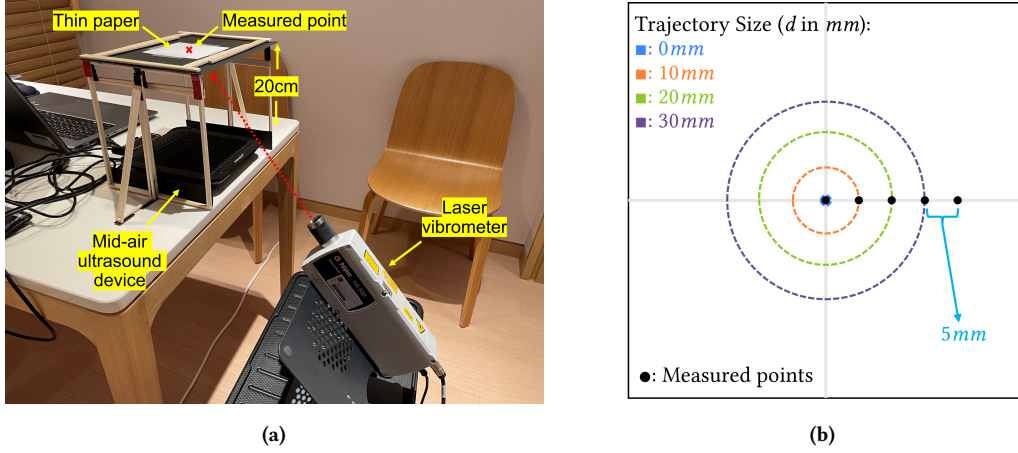 Thin paper
Measured point
20cm
Laser
vibrometer
Mid-air
ultrasound
device
(a)
Trajectory Size (d in mm):
■: 0mm
■: 10mm
■: 20mm
■: 30mm
5mm
●: Measured points
(b)